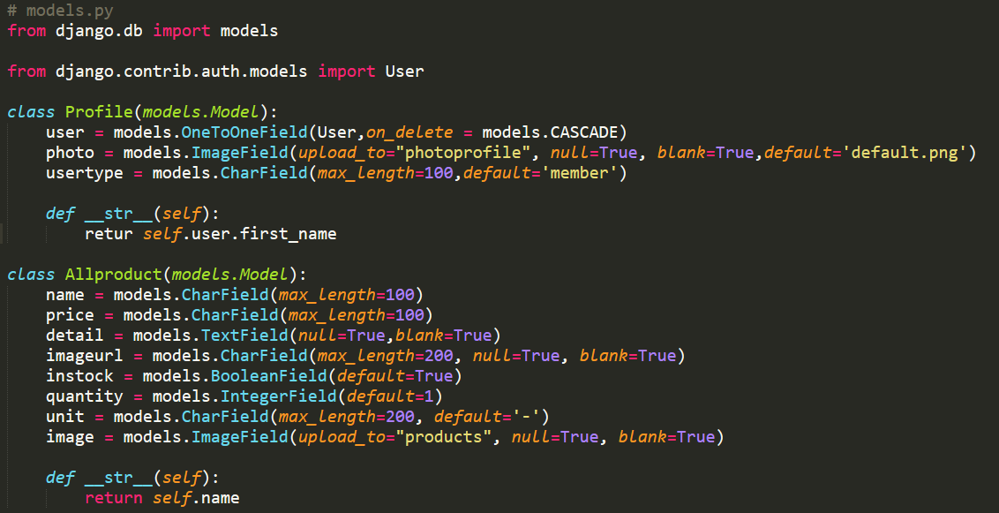 # models.py
from django.db import models
from django.contrib.auth.models import User
class Profile(models.Model):
user = models.OneToOneField(User,on_delete = models.CASCADE)
photo = models.ImageField(upload_to="photoprofile", null=True, blank=True,default='default.png')
usertype = models.CharField(max_length=100,default='member')
def __str__(self):
retur self.user.first_name
class Allproduct(models.Model):
name = models.CharField(max_length=100)
price = models.CharField(max_length=100)
detail = models.TextField(null=True,blank=True)
imageurl = models.CharField(max_length=200, null=True, blank=True)
instock = models.BooleanField(default=True)
quantity = models.IntegerField(default=1)
unit = models.CharField(max_length=200, default='-')
image = models.ImageField(upload_to="products", null=True, blank=True)
def __str__(self):
return self.name